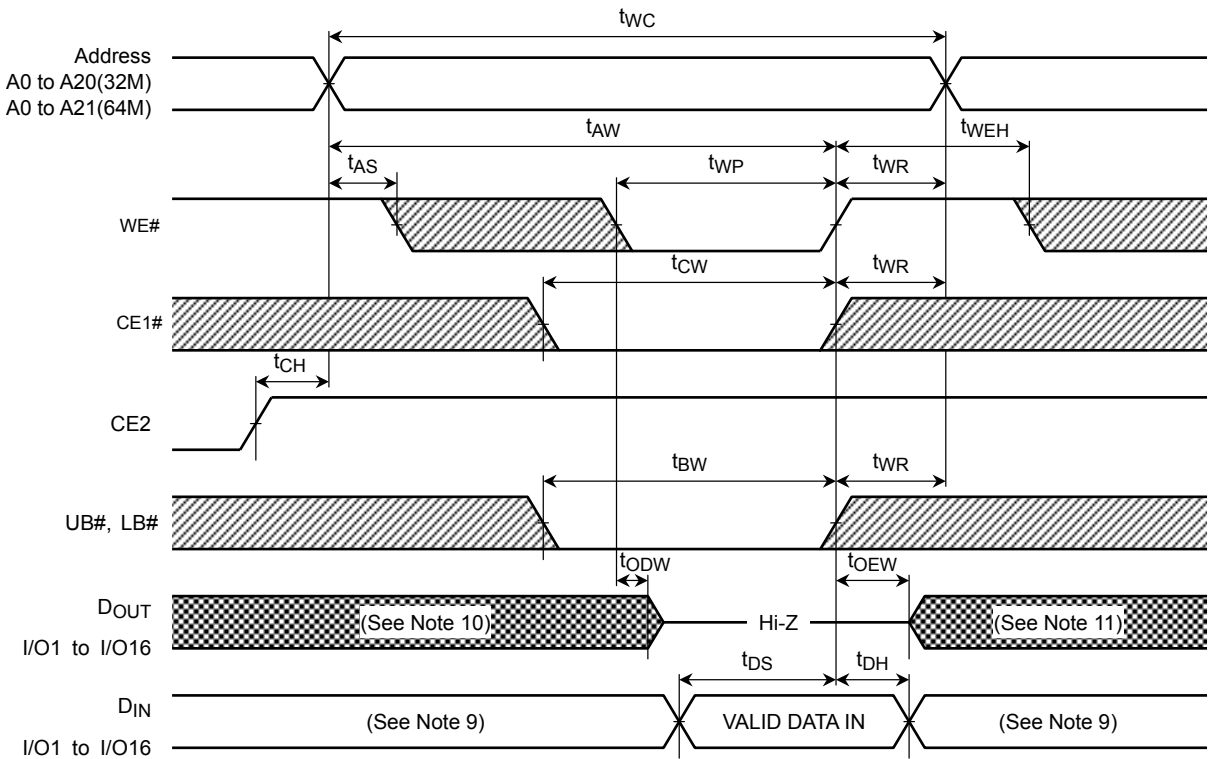 tWC
Address
A0 to A20(32M)
A0 to A21(64M)
tAW
tWEH
tAS
tWP
tWR
WE#
tCW
tWR
CE1#
tCH
CE2
tBW
tWR
UB#, LB#
tODW
tOEW
DOUT
(See Note 10)
Hi-Z
(See Note 11)
I/O1 to I/O16
tDS
tDH
DIN
(See Note 9)
VALID DATA IN
(See Note 9)
I/O1 to I/O16